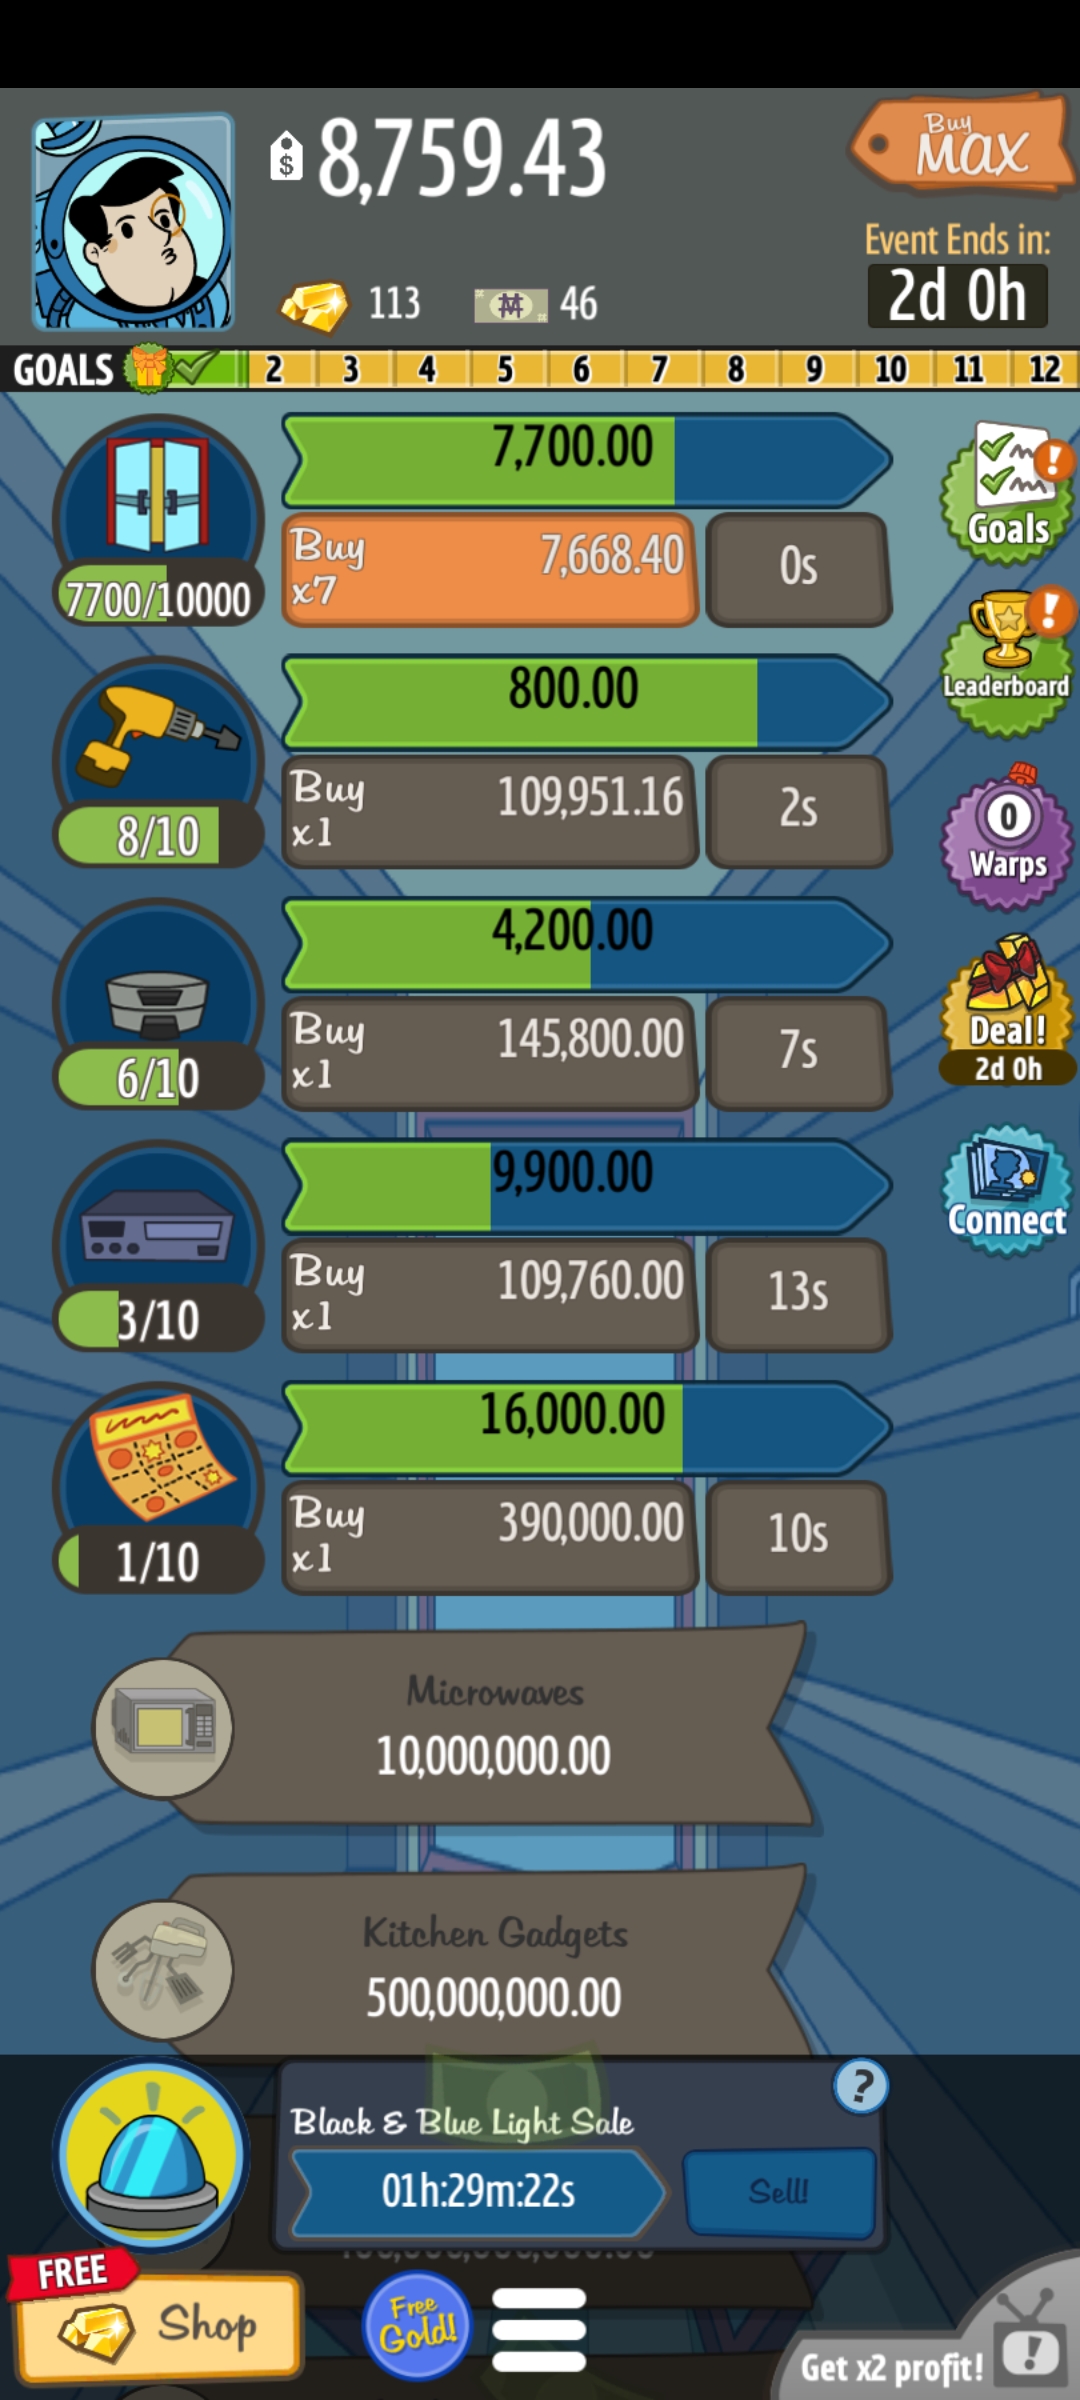 $ 8,759.43
Buy
MAX
Event Ends in:
2d 0h
113
46
GOALS 2 3 4 5 6 7 8 9 10 11 12
7,700.00
Buy
x7
7,668.40
0s
7700/10000
Goals
800.00
Buy
x1
109,951.16
2s
8/10
Leaderboard
4,200.00
Buy
x1
145,800.00
7s
6/10
0
Warps
9,900.00
Buy
x1
109,760.00
13s
3/10
Deal!
2d 0h
16,000.00
Buy
x1
390,000.00
10s
1/10
Connect
Microwaves
10,000,000.00
Kitchen Gadgets
500,000,000.00
Black & Blue Light Sale
?
01h:29m:22s
Sell!
FREE
Shop
Free
Gold!
Get x2 profit!